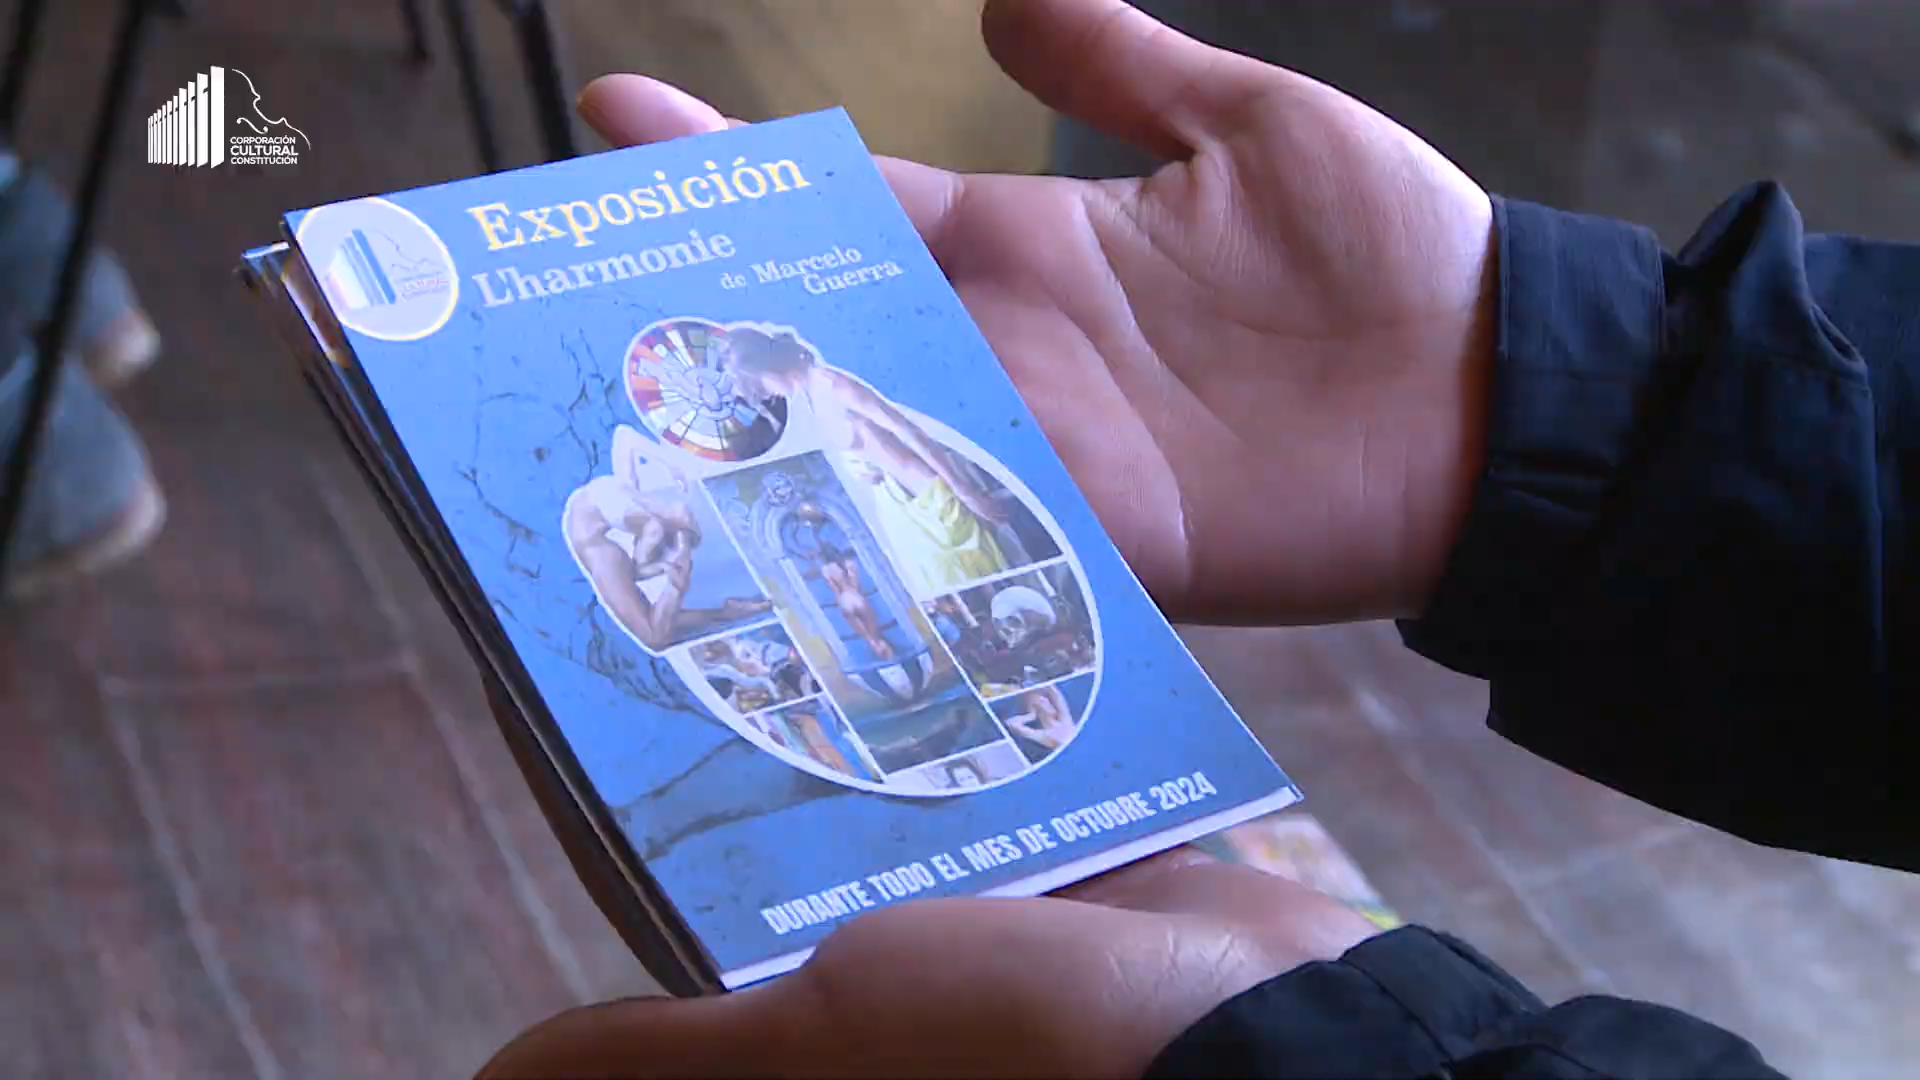 CORPORACIÓN
CULTURAL
CONSTITUCIÓN
Exposición
L'harmonie
de Marcelo
Guerra
DURANTE TODO EL MES DE OCTUBRE 2024